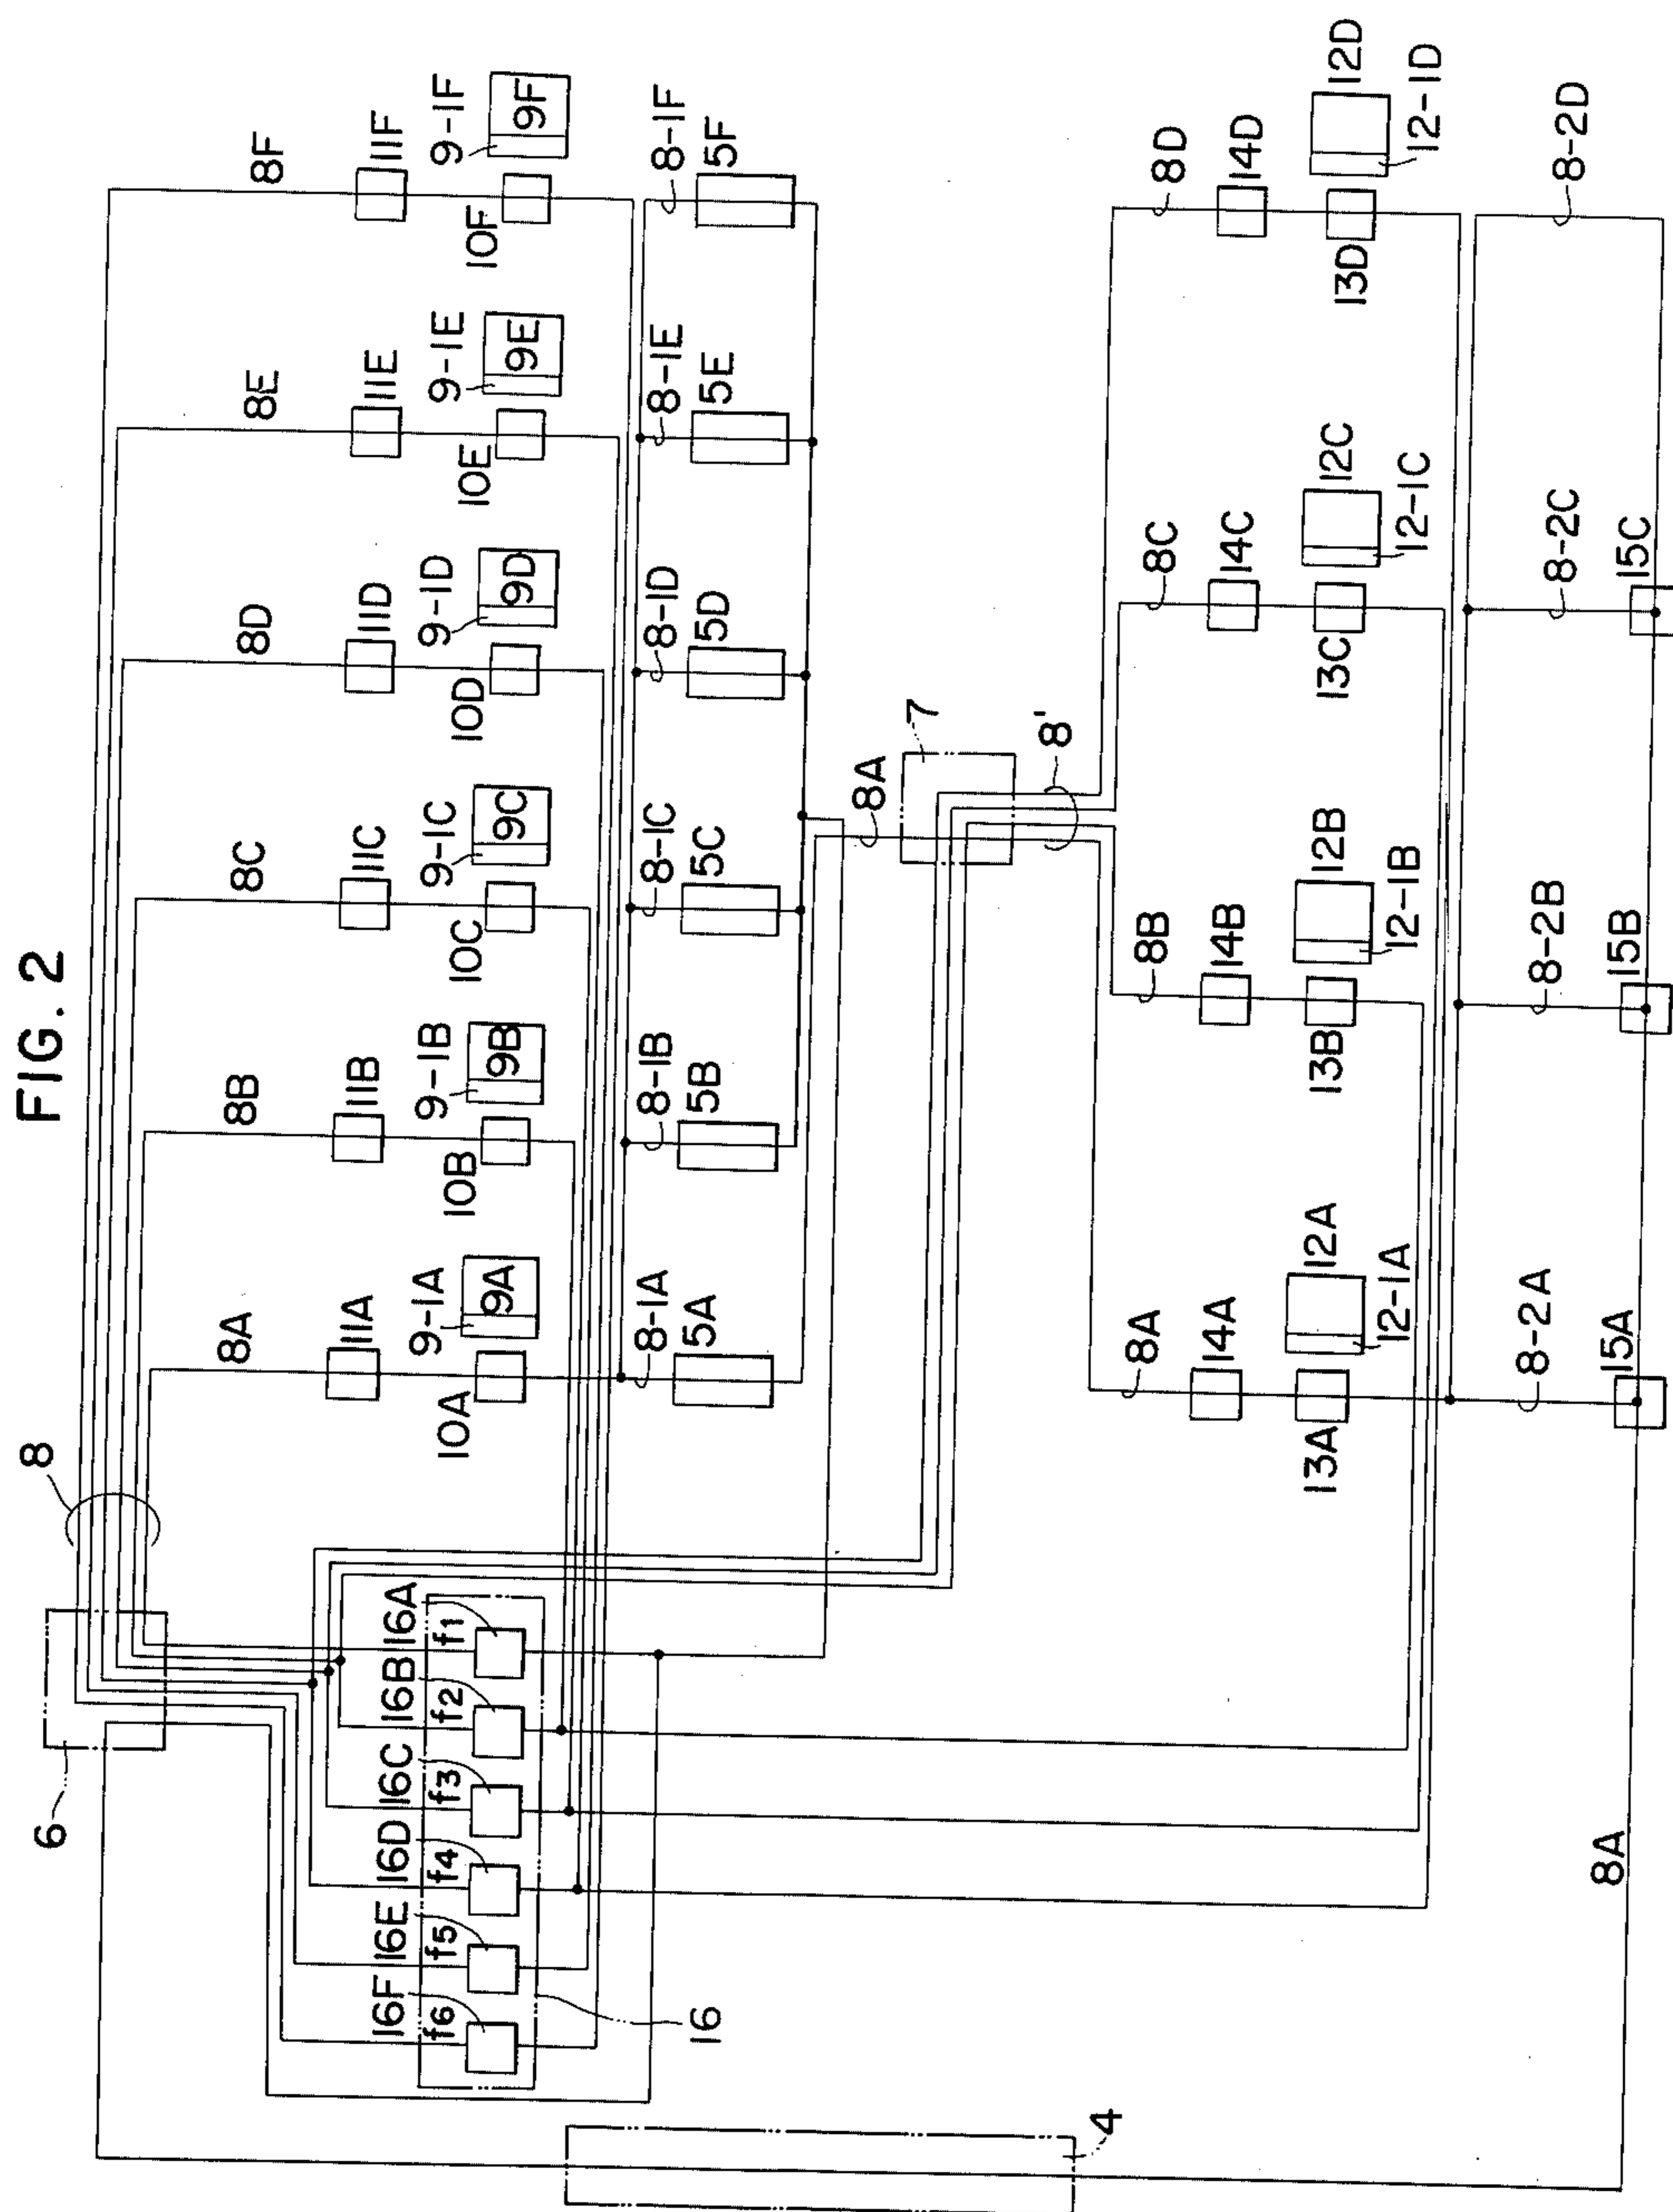 FIG. 2
8
6
8A
8B
8C
8D
8E
8F
11A
11B
11C
11D
11E
11F
9-1A
9-1B
9-1C
9-1D
9-1E
9-1F
9A
9B
9C
9D
9E
9F
10A
10B
10C
10D
10E
10F
16F
16E
16D
16C
16B
16A
f6
f5
f4
f3
f2
f1
16
8-1A
8-1B
8-1C
8-1D
8-1E
8-1F
5A
5B
5C
5D
5E
5F
8A
7
8'
4
8A
8B
8C
8D
14A
14B
14C
14D
12A
12B
12C
12D
13A
13B
13C
13D
12-1A
12-1B
12-1C
12-1D
8-2A
8-2B
8-2C
8-2D
15A
15B
15C
8A